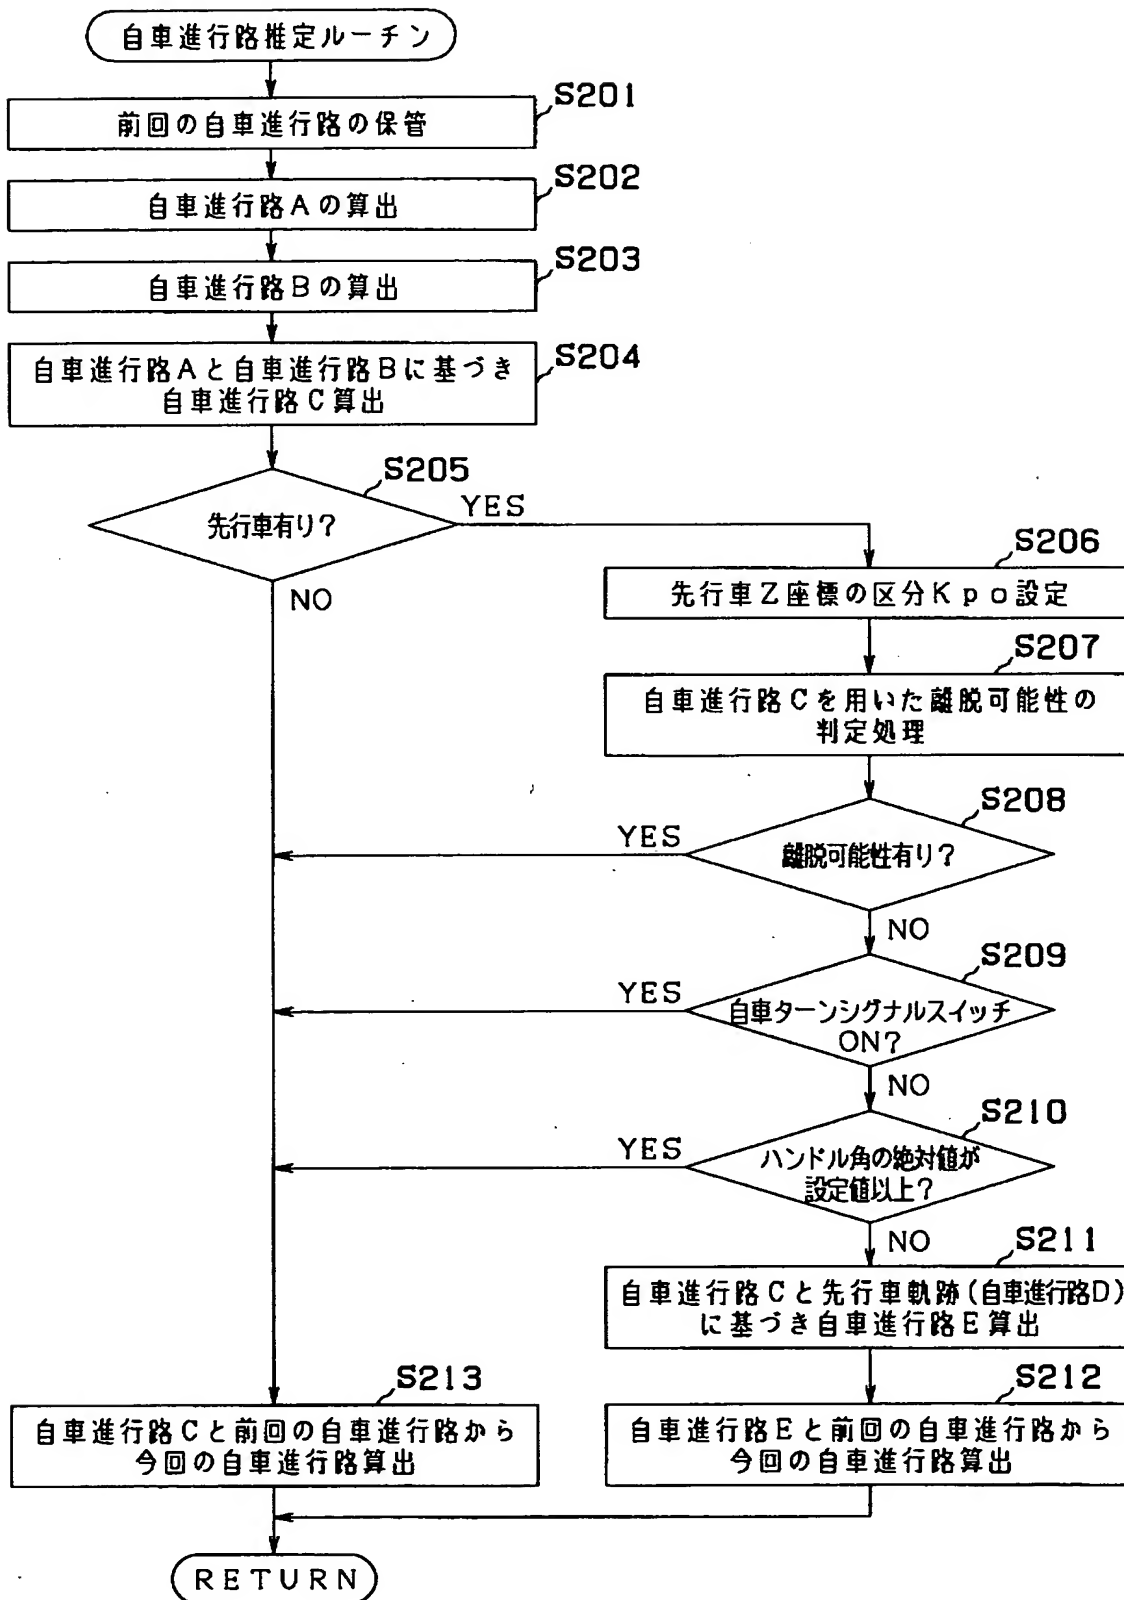 自車進行路推定ルーチン
S201
前回の自車進行路の保管
S202
自車進行路Aの算出
S203
自車進行路Bの算出
S204
自車進行路Aと自車進行路Bに基づき
自車進行路C算出
S205
先行車有り?
YES
NO
S206
先行車Z座標の区分Kpo設定
S207
自車進行路Cを用いた離脱可能性の
判定処理
S208
離脱可能性有り?
YES
NO
S209
自車ターンシグナルスイッチ
ON?
YES
NO
S210
ハンドル角の絶対値が
設定値以上?
YES
NO
S211
自車進行路Cと先行車軌跡(自車進行路D)
に基づき自車進行路E算出
S212
自車進行路Eと前回の自車進行路から
今回の自車進行路算出
S213
自車進行路Cと前回の自車進行路から
今回の自車進行路算出
RETURN